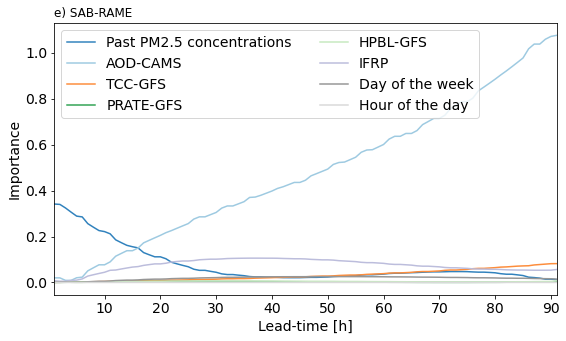 e) SAB-RAME
Past PM2.5 concentrations
AOD-CAMS
TCC-GFS
PRATE-GFS
HPBL-GFS
IFRP
Day of the week
Hour of the day
Importance
1.0
0.8
0.6
0.4
0.2
0.0
10 20 30 40 50 60 70 80 90
Lead-time [h]